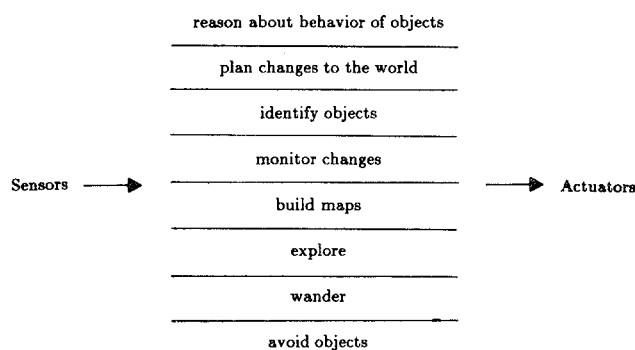 reason about behavior of objects
plan changes to the world
identify objects
monitor changes
Sensors
Actuators
build maps
explore
wander
avoid objects